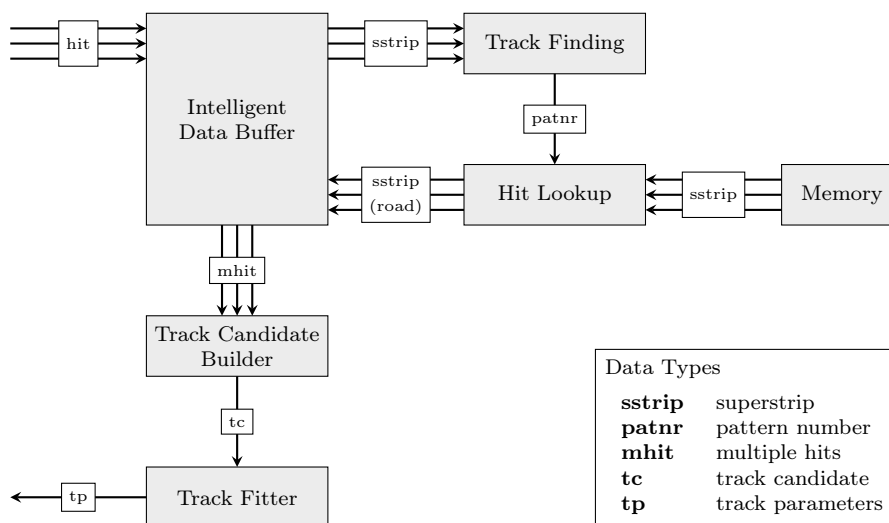 hit
sstrip
Track Finding
Intelligent
Data Buffer
patnr
sstrip
(road)
Hit Lookup
sstrip
Memory
mhit
Track Candidate
Builder
tc
tp
Track Fitter
Data Types
sstrip superstrip
patnr pattern number
mhit multiple hits
tc track candidate
tp track parameters